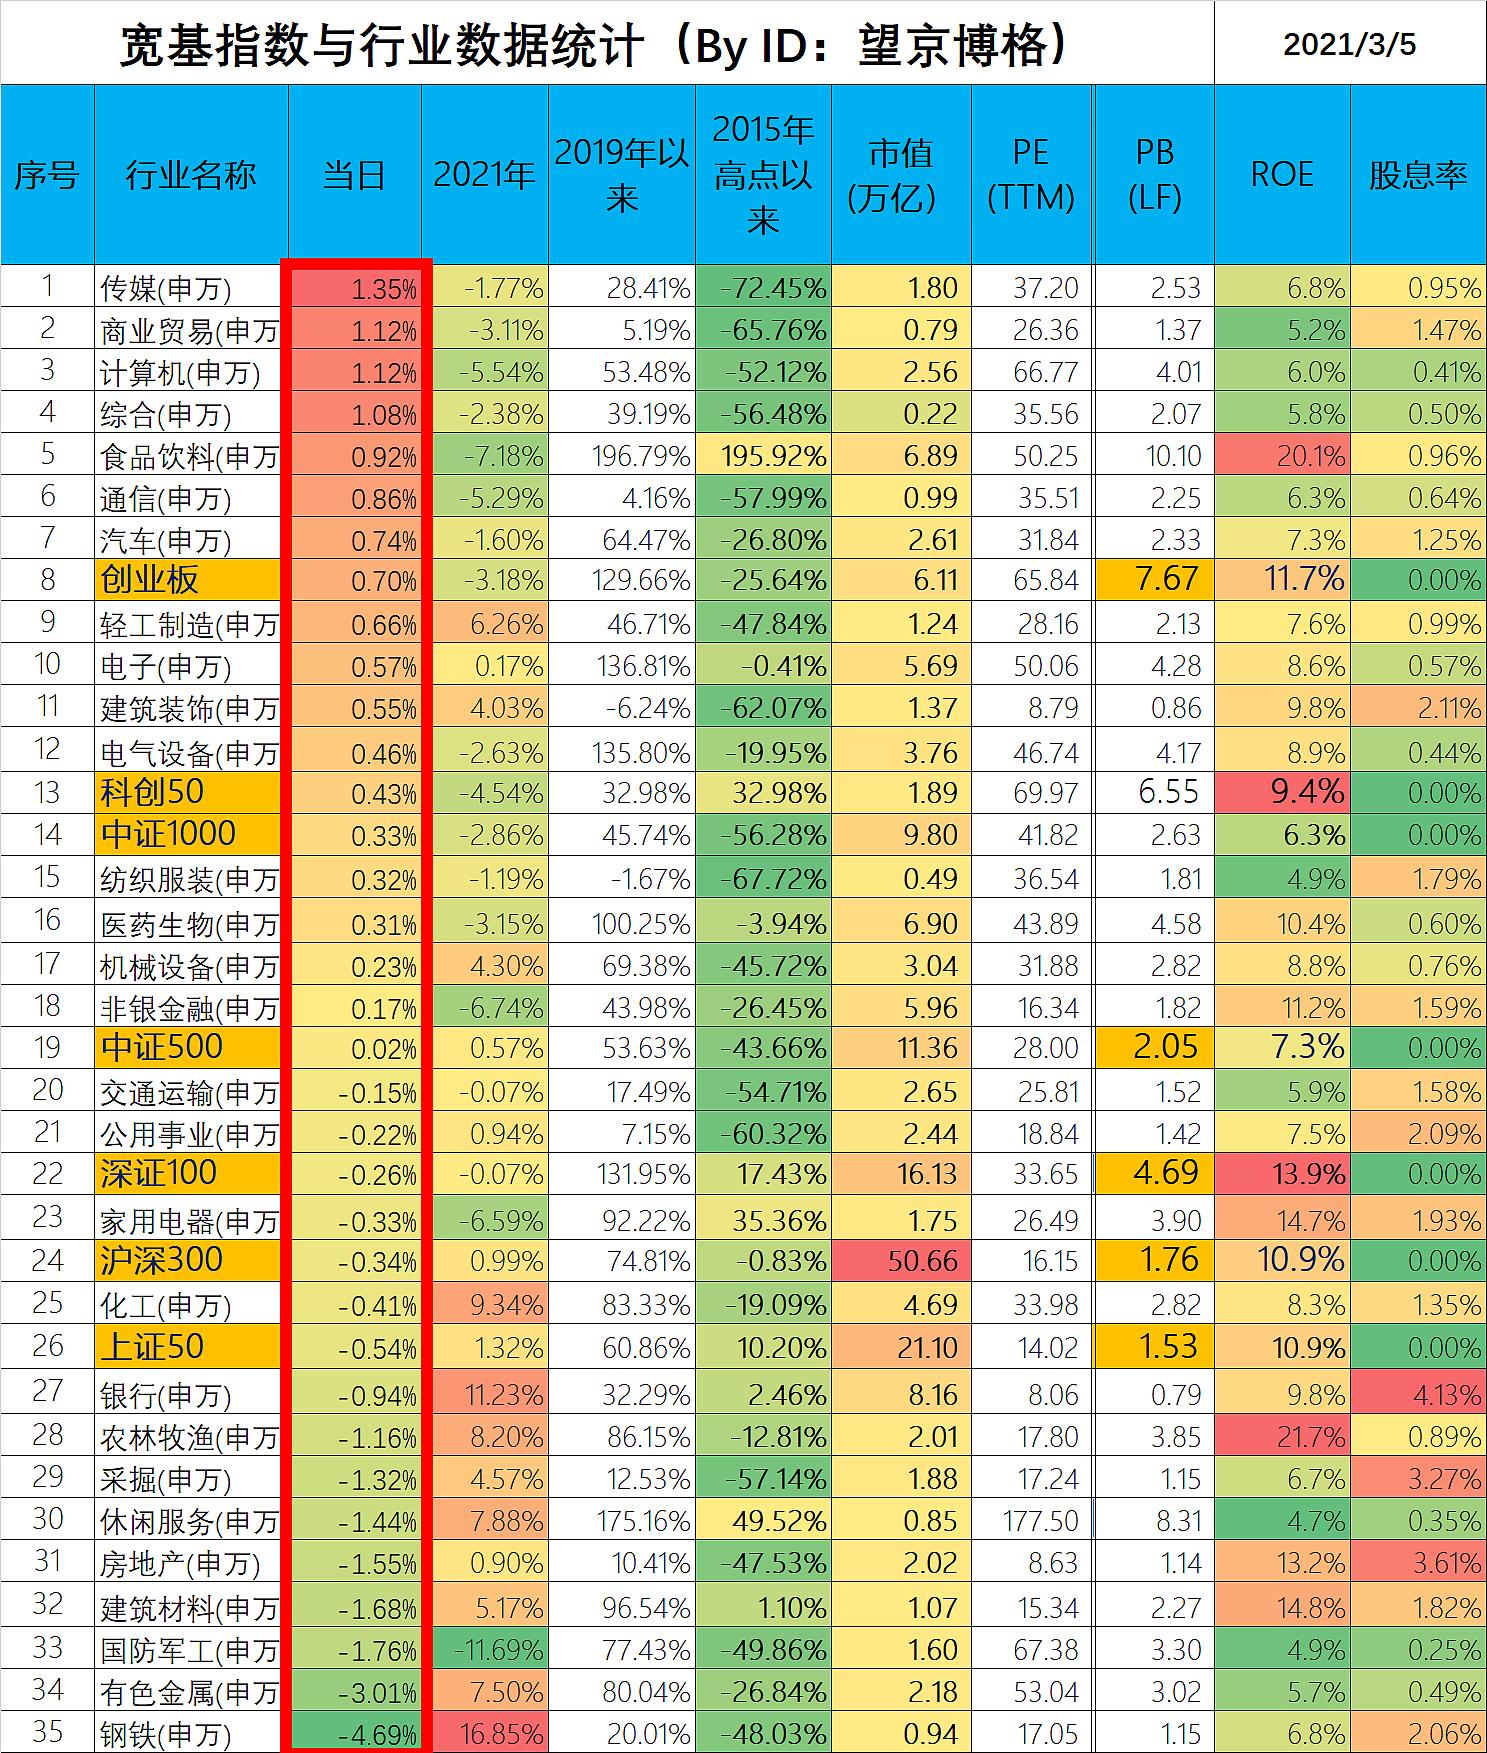 宽基指数与行业数据统计（By ID：望京博格） 2021/3/5
序号 行业名称 当日 2021年 2019年以来 2015年高点以来 市值(万亿) PE(TTM) PB(LF) ROE 股息率
1 传媒(申万) 1.35% -1.77% 28.41% -72.45% 1.80 37.20 2.53 6.8% 0.95%
2 商业贸易(申万 1.12% -3.11% 5.19% -65.76% 0.79 26.36 1.37 5.2% 1.47%
3 计算机(申万) 1.12% -5.54% 53.48% -52.12% 2.56 66.77 4.01 6.0% 0.41%
4 综合(申万) 1.08% -2.38% 39.19% -56.48% 0.22 35.56 2.07 5.8% 0.50%
5 食品饮料(申万 0.92% -7.18% 196.79% 195.92% 6.89 50.25 10.10 20.1% 0.96%
6 通信(申万) 0.86% -5.29% 4.16% -57.99% 0.99 35.51 2.25 6.3% 0.64%
7 汽车(申万) 0.74% -1.60% 64.47% -26.80% 2.61 31.84 2.33 7.3% 1.25%
8 创业板 0.70% -3.18% 129.66% -25.64% 6.11 65.84 7.67 11.7% 0.00%
9 轻工制造(申万 0.66% 6.26% 46.71% -47.84% 1.24 28.16 2.13 7.6% 0.99%
10 电子(申万) 0.57% 0.17% 136.81% -0.41% 5.69 50.06 4.28 8.6% 0.57%
11 建筑装饰(申万 0.55% 4.03% -6.24% -62.07% 1.37 8.79 0.86 9.8% 2.11%
12 电气设备(申万 0.46% -2.63% 135.80% -19.95% 3.76 46.74 4.17 8.9% 0.44%
13 科创50 0.43% -4.54% 32.98% 32.98% 1.89 69.97 6.55 9.4% 0.00%
14 中证1000 0.33% -2.86% 45.74% -56.28% 9.80 41.82 2.63 6.3% 0.00%
15 纺织服装(申万 0.32% -1.19% -1.67% -67.72% 0.49 36.54 1.81 4.9% 1.79%
16 医药生物(申万 0.31% -3.15% 100.25% -3.94% 6.90 43.89 4.58 10.4% 0.60%
17 机械设备(申万 0.23% 4.30% 69.38% -45.72% 3.04 31.88 2.82 8.8% 0.76%
18 非银金融(申万 0.17% -6.74% 43.98% -26.45% 5.96 16.34 1.82 11.2% 1.59%
19 中证500 0.02% 0.57% 53.63% -43.66% 11.36 28.00 2.05 7.3% 0.00%
20 交通运输(申万 -0.15% -0.07% 17.49% -54.71% 2.65 25.81 1.52 5.9% 1.58%
21 公用事业(申万 -0.22% 0.94% 7.15% -60.32% 2.44 18.84 1.42 7.5% 2.09%
22 深证100 -0.26% -0.07% 131.95% 17.43% 16.13 33.65 4.69 13.9% 0.00%
23 家用电器(申万 -0.33% -6.59% 92.22% 35.36% 1.75 26.49 3.90 14.7% 1.93%
24 沪深300 -0.34% 0.99% 74.81% -0.83% 50.66 16.15 1.76 10.9% 0.00%
25 化工(申万) -0.41% 9.34% 83.33% -19.09% 4.69 33.98 2.82 8.3% 1.35%
26 上证50 -0.54% 1.32% 60.86% 10.20% 21.10 14.02 1.53 10.9% 0.00%
27 银行(申万) -0.94% 11.23% 32.29% 2.46% 8.16 8.06 0.79 9.8% 4.13%
28 农林牧渔(申万 -1.16% 8.20% 86.15% -12.81% 2.01 17.80 3.85 21.7% 0.89%
29 采掘(申万) -1.32% 4.57% 12.53% -57.14% 1.88 17.24 1.15 6.7% 3.27%
30 休闲服务(申万 -1.44% 7.88% 175.16% 49.52% 0.85 177.50 8.31 4.7% 0.35%
31 房地产(申万) -1.55% 0.90% 10.41% -47.53% 2.02 8.63 1.14 13.2% 3.61%
32 建筑材料(申万 -1.68% 5.17% 96.54% 1.10% 1.07 15.34 2.27 14.8% 1.82%
33 国防军工(申万 -1.76% -11.69% 77.43% -49.86% 1.60 67.38 3.30 4.9% 0.25%
34 有色金属(申万 -3.01% 7.50% 80.04% -26.84% 2.18 53.04 3.02 5.7% 0.49%
35 钢铁(申万) -4.69% 16.85% 20.01% -48.03% 0.94 17.05 1.15 6.8% 2.06%